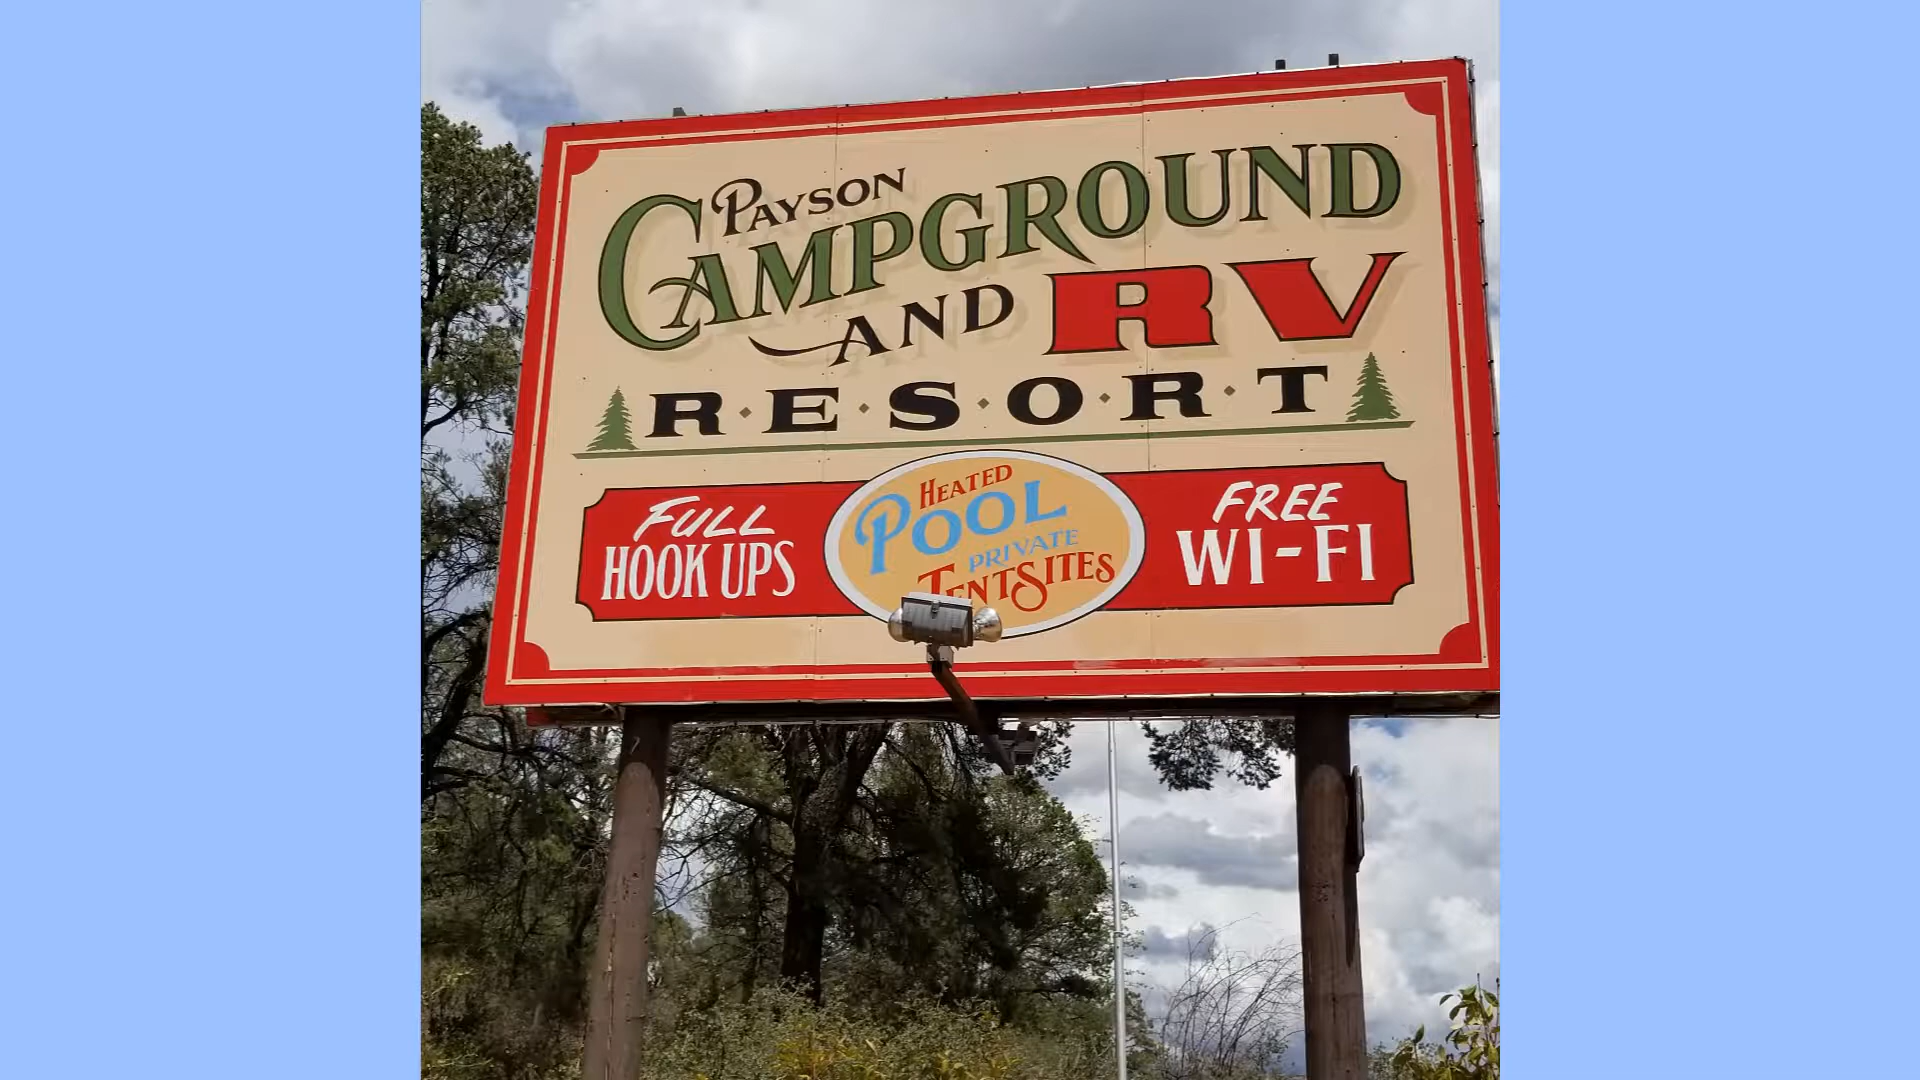 PAYSON
CAMPGROUND
AND RV
R·E·S·O·R·T
FULL
HOOK UPS
HEATED
POOL
PRIVATE
TENT SITES
FREE
WI-FI